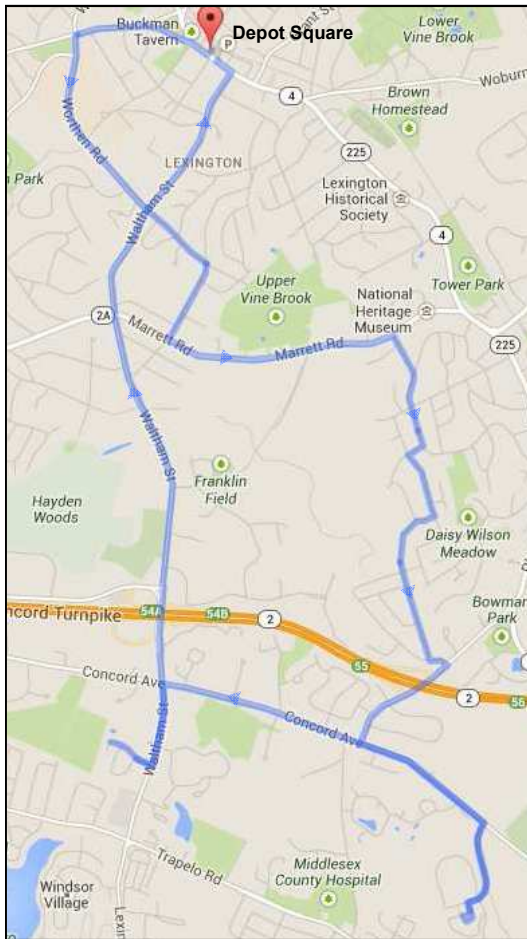 Buckman
Tavern
P
Depot Square
Lower
Vine Brook
4
Woburn
Brown
Homestead
Worthen Rd
LEXINGTON
225
Park
Waltham St
Lexington
Historical
Society
4
Upper
Vine Brook
Tower Park
National
Heritage
Museum
2A
Marrett Rd
Marrett Rd
225
Waltham St
Franklin
Field
Hayden
Woods
Daisy Wilson
Meadow
ncord Turnpike
54A
54B
2
Bowman
Park
55
2
56
Concord Ave
Concord Ave
Waltham St
Trapelo Rd
Middlesex
County Hospital
Windsor
Village
Lexin